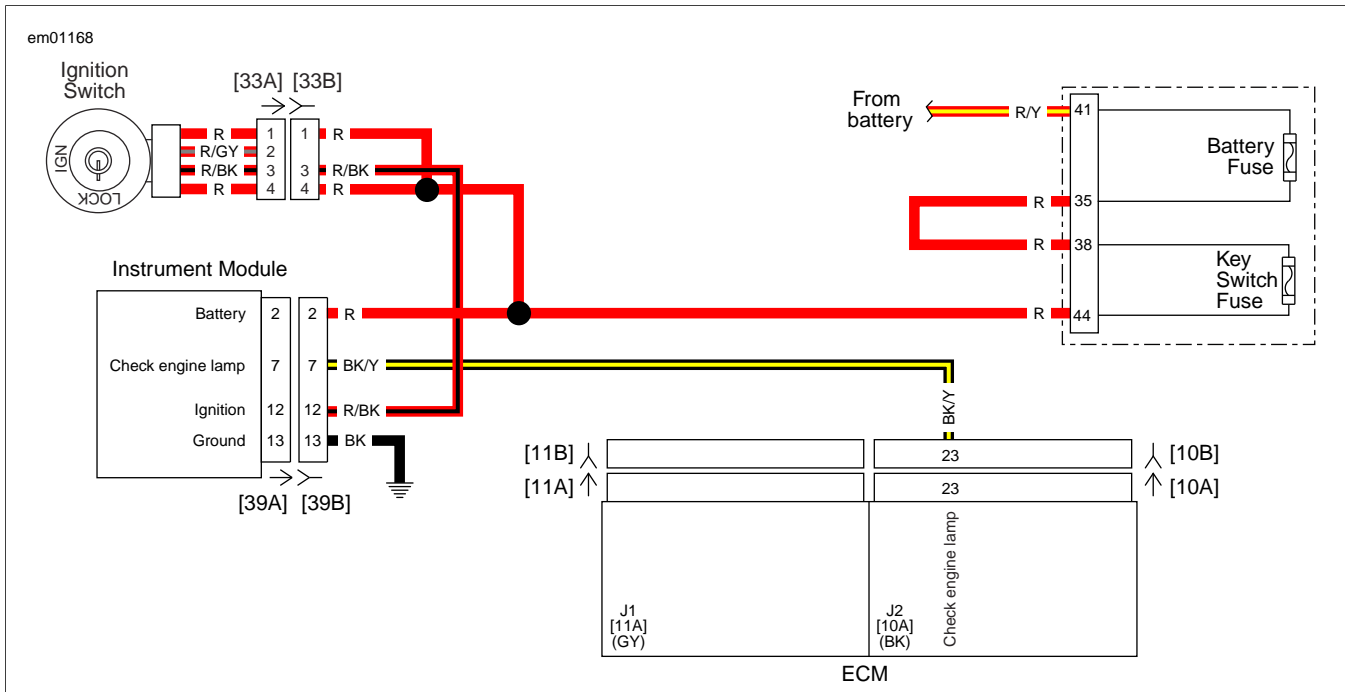 em01168
Ignition
Switch
IGN
LOCK
[33A] [33B]
R 1 1 R
R/GY 2
R/BK 3 3 R/BK
R 4 4 R
From
battery
R/Y 41
Battery
Fuse
R 35
R 38
Key
Switch
Fuse
R 44
Instrument Module
Battery 2 2 R
Check engine lamp 7 7 BK/Y
Ignition 12 12 R/BK
Ground 13 13 BK
[39A] [39B]
BK/Y
[11B] 23 [10B]
[11A] 23 [10A]
Check engine lamp
J1
[11A]
(GY)
J2
[10A]
(BK)
ECM